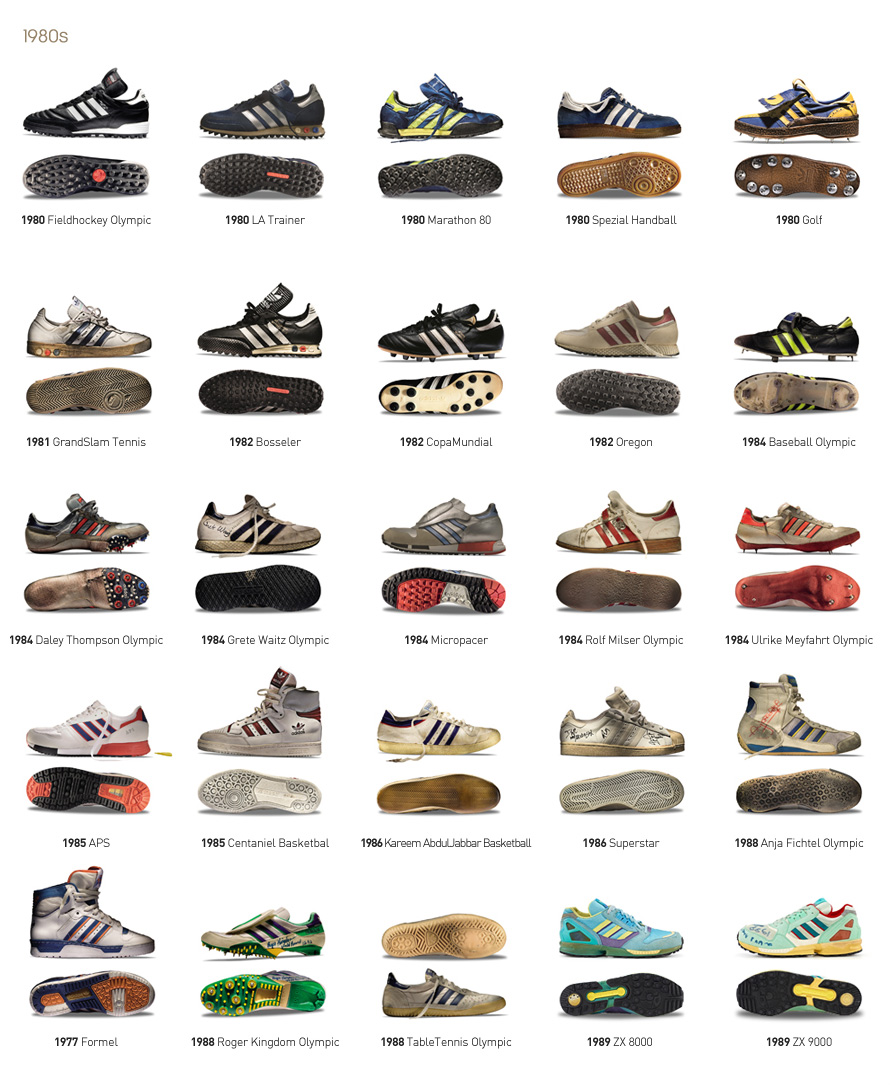 1980s
1980 Fieldhockey Olympic
1980 LA Trainer
1980 Marathon 80
1980 Spezial Handball
1980 Golf
1981 GrandSlam Tennis
1982 Bosseler
1982 CopaMundial
1982 Oregon
1984 Baseball Olympic
1984 Daley Thompson Olympic
1984 Grete Waitz Olympic
1984 Micropacer
1984 Rolf Milser Olympic
1984 Ulrike Meyfahrt Olympic
1985 APS
1985 Centaniel Basketbal
1986 Kareem AbdulJabbar Basketball
1986 Superstar
1988 Anja Fichtel Olympic
1977 Formel
1988 Roger Kingdom Olympic
1988 TableTennis Olympic
1989 ZX 8000
1989 ZX 9000